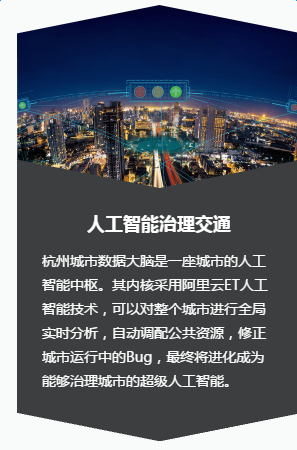 人工智能治理交通
杭州城市数据大脑是一座城市的人工
智能中枢。其内核采用阿里云ET人工
智能技术，可以对整个城市进行全局
实时分析，自动调配公共资源，修正
城市运行中的Bug，最终将进化成为
能够治理城市的超级人工智能。